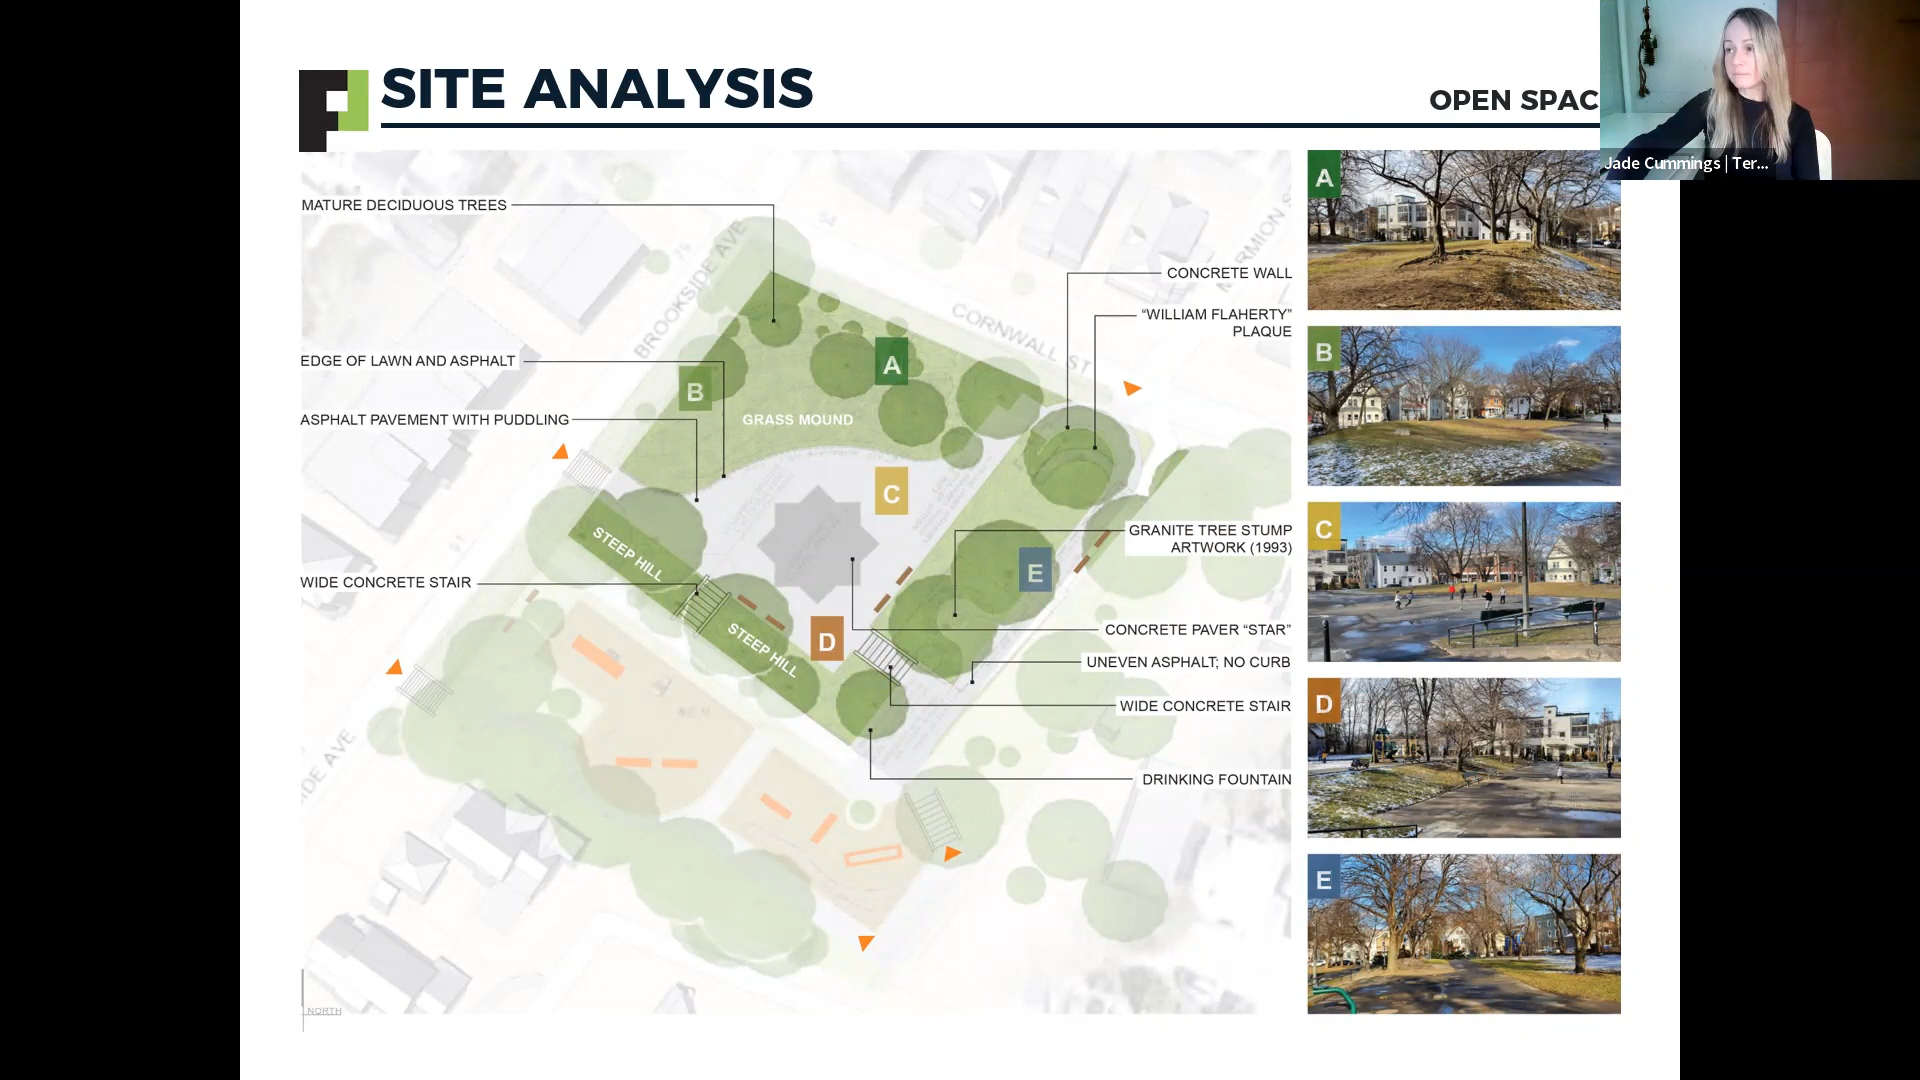 SITE ANALYSIS
OPEN SPAC
Jade Cummings | Ter...
MATURE DECIDUOUS TREES
EDGE OF LAWN AND ASPHALT
ASPHALT PAVEMENT WITH PUDDLING
WIDE CONCRETE STAIR
BROOKSIDE AVE
CORNWALL ST
CONCRETE WALL
“WILLIAM FLAHERTY”
PLAQUE
GRANITE TREE STUMP
ARTWORK (1993)
CONCRETE PAVER “STAR”
UNEVEN ASPHALT; NO CURB
WIDE CONCRETE STAIR
DRINKING FOUNTAIN
GRASS MOUND
STEEP HILL
STEEP HILL
A
B
C
D
E
NORTH
A
B
C
D
E